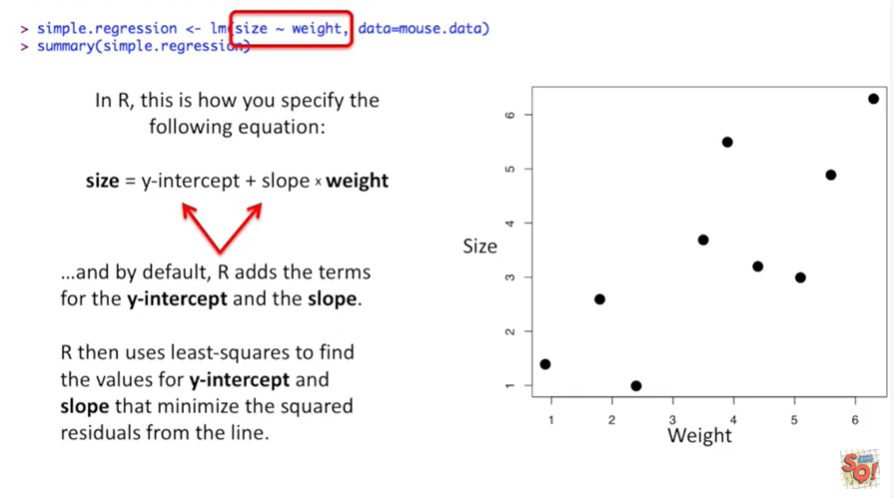 > simple.regression <- lm(size ~ weight, data=mouse.data)
> summary(simple.regression)
In R, this is how you specify the
following equation:
size = y-intercept + slope x weight
...and by default, R adds the terms
for the y-intercept and the slope.
R then uses least-squares to find
the values for y-intercept and
slope that minimize the squared
residuals from the line.
Size
6
5
4
3
2
1
1 2 3 4 5 6
Weight
SQ!